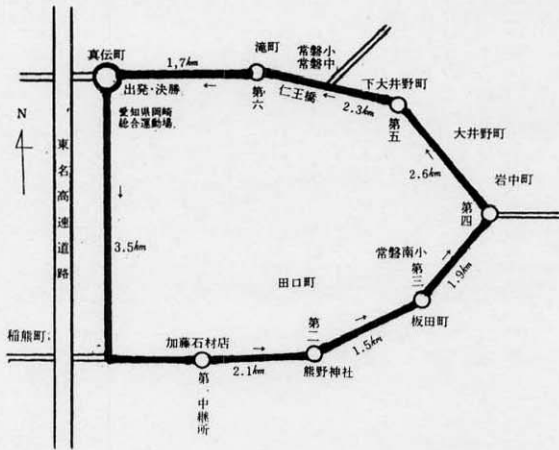 真伝町
1,7km
滝町
常磐小
常磐中
出発・決勝
愛知県岡崎
総合運動場
第六
仁王橋
2.3km
下大井野町
第五
大井野町
2.6km
岩中町
第四
N
東名高速道路
3.5km
田口町
常磐南小
第三
1.9km
板田町
稲熊町
加藤石材店
第一中継所
2.1km
第二
熊野神社
1.5km